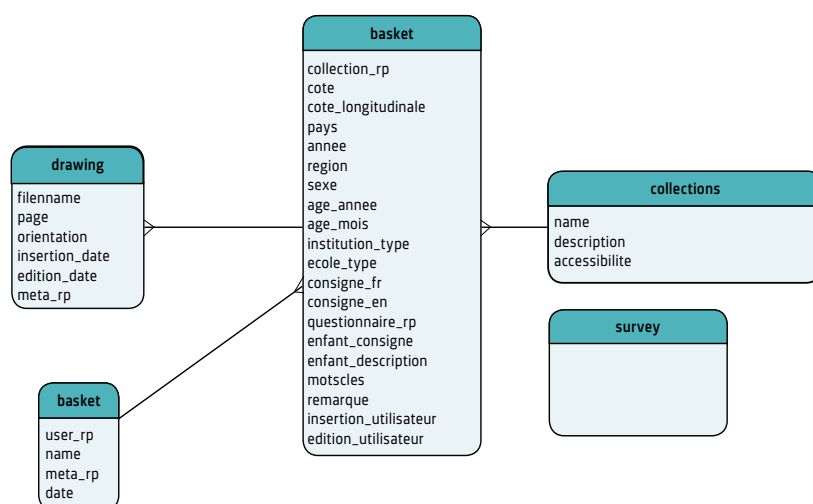 basket
collection_rp
cote
cote_longitudinale
pays
annee
region
sexe
age_annee
age_mois
institution_type
ecole_type
consigne_fr
consigne_en
questionnaire_rp
enfant_consigne
enfant_description
motscles
remarque
insertion_utilisateur
edition_utilisateur
drawing
filenname
page
orientation
insertion_date
edition_date
meta_rp
collections
name
description
accessibilite
survey
basket
user_rp
name
meta_rp
date